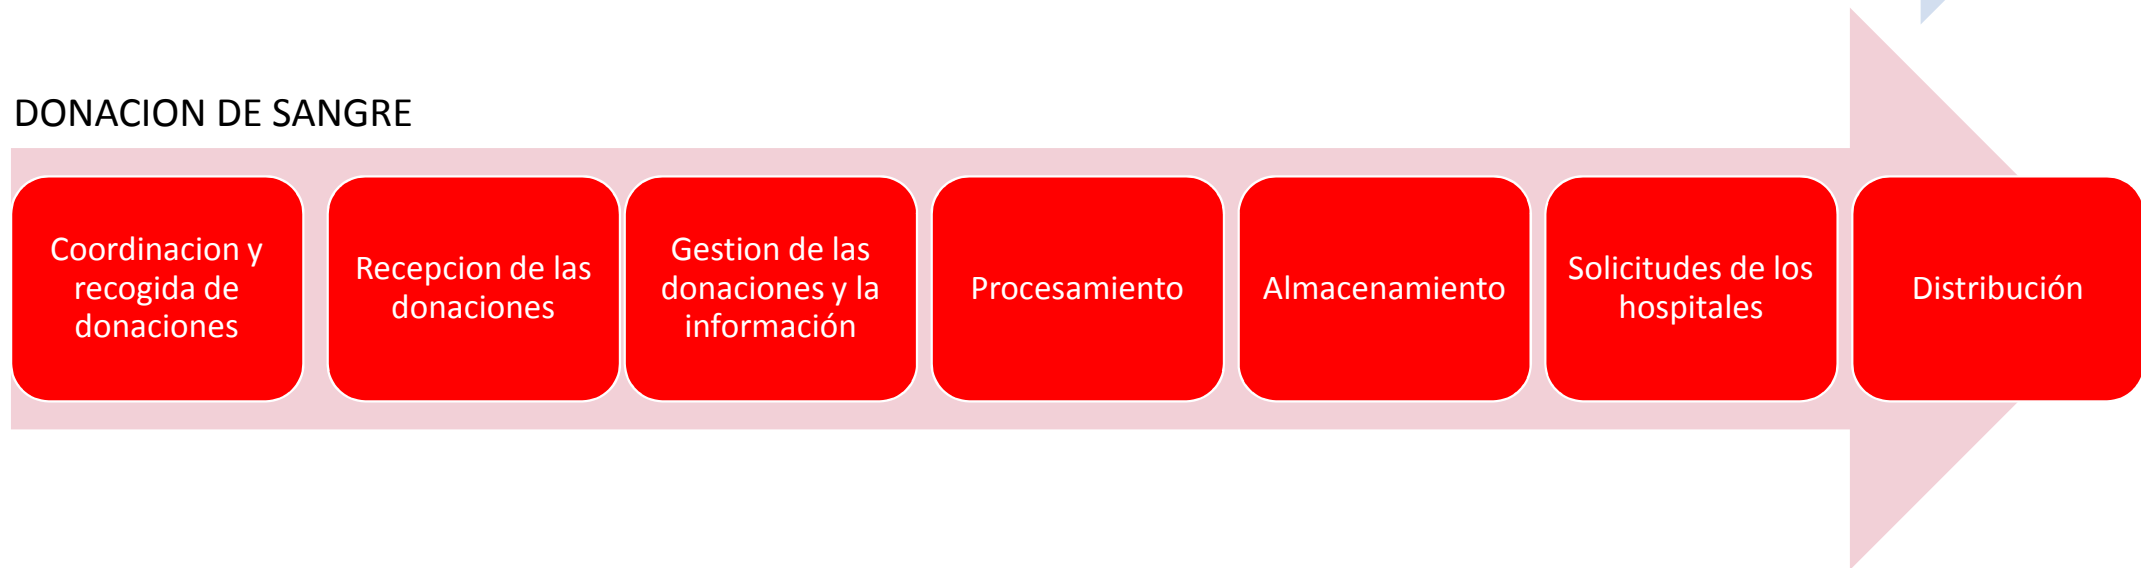 DONACION DE SANGRE
Coordinacion y
recogida de
donaciones
Recepcion de las
donaciones
Gestion de las
donaciones y la
información
Procesamiento
Almacenamiento
Solicitudes de los
hospitales
Distribución